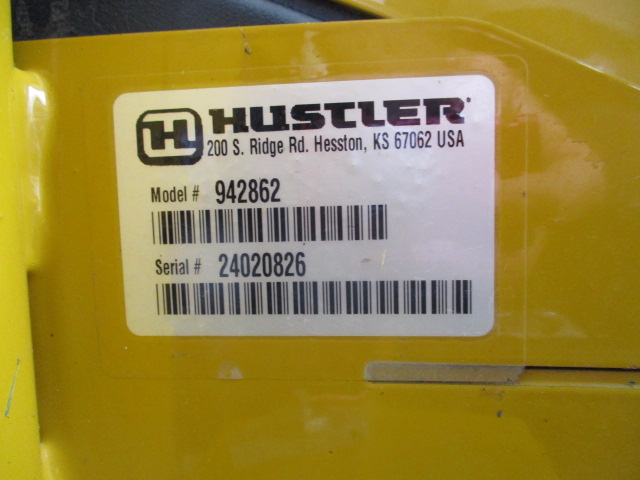 H HUSTLER
200 S. Ridge Rd. Hesston, KS 67062 USA
Model # 942862
Serial # 24020826